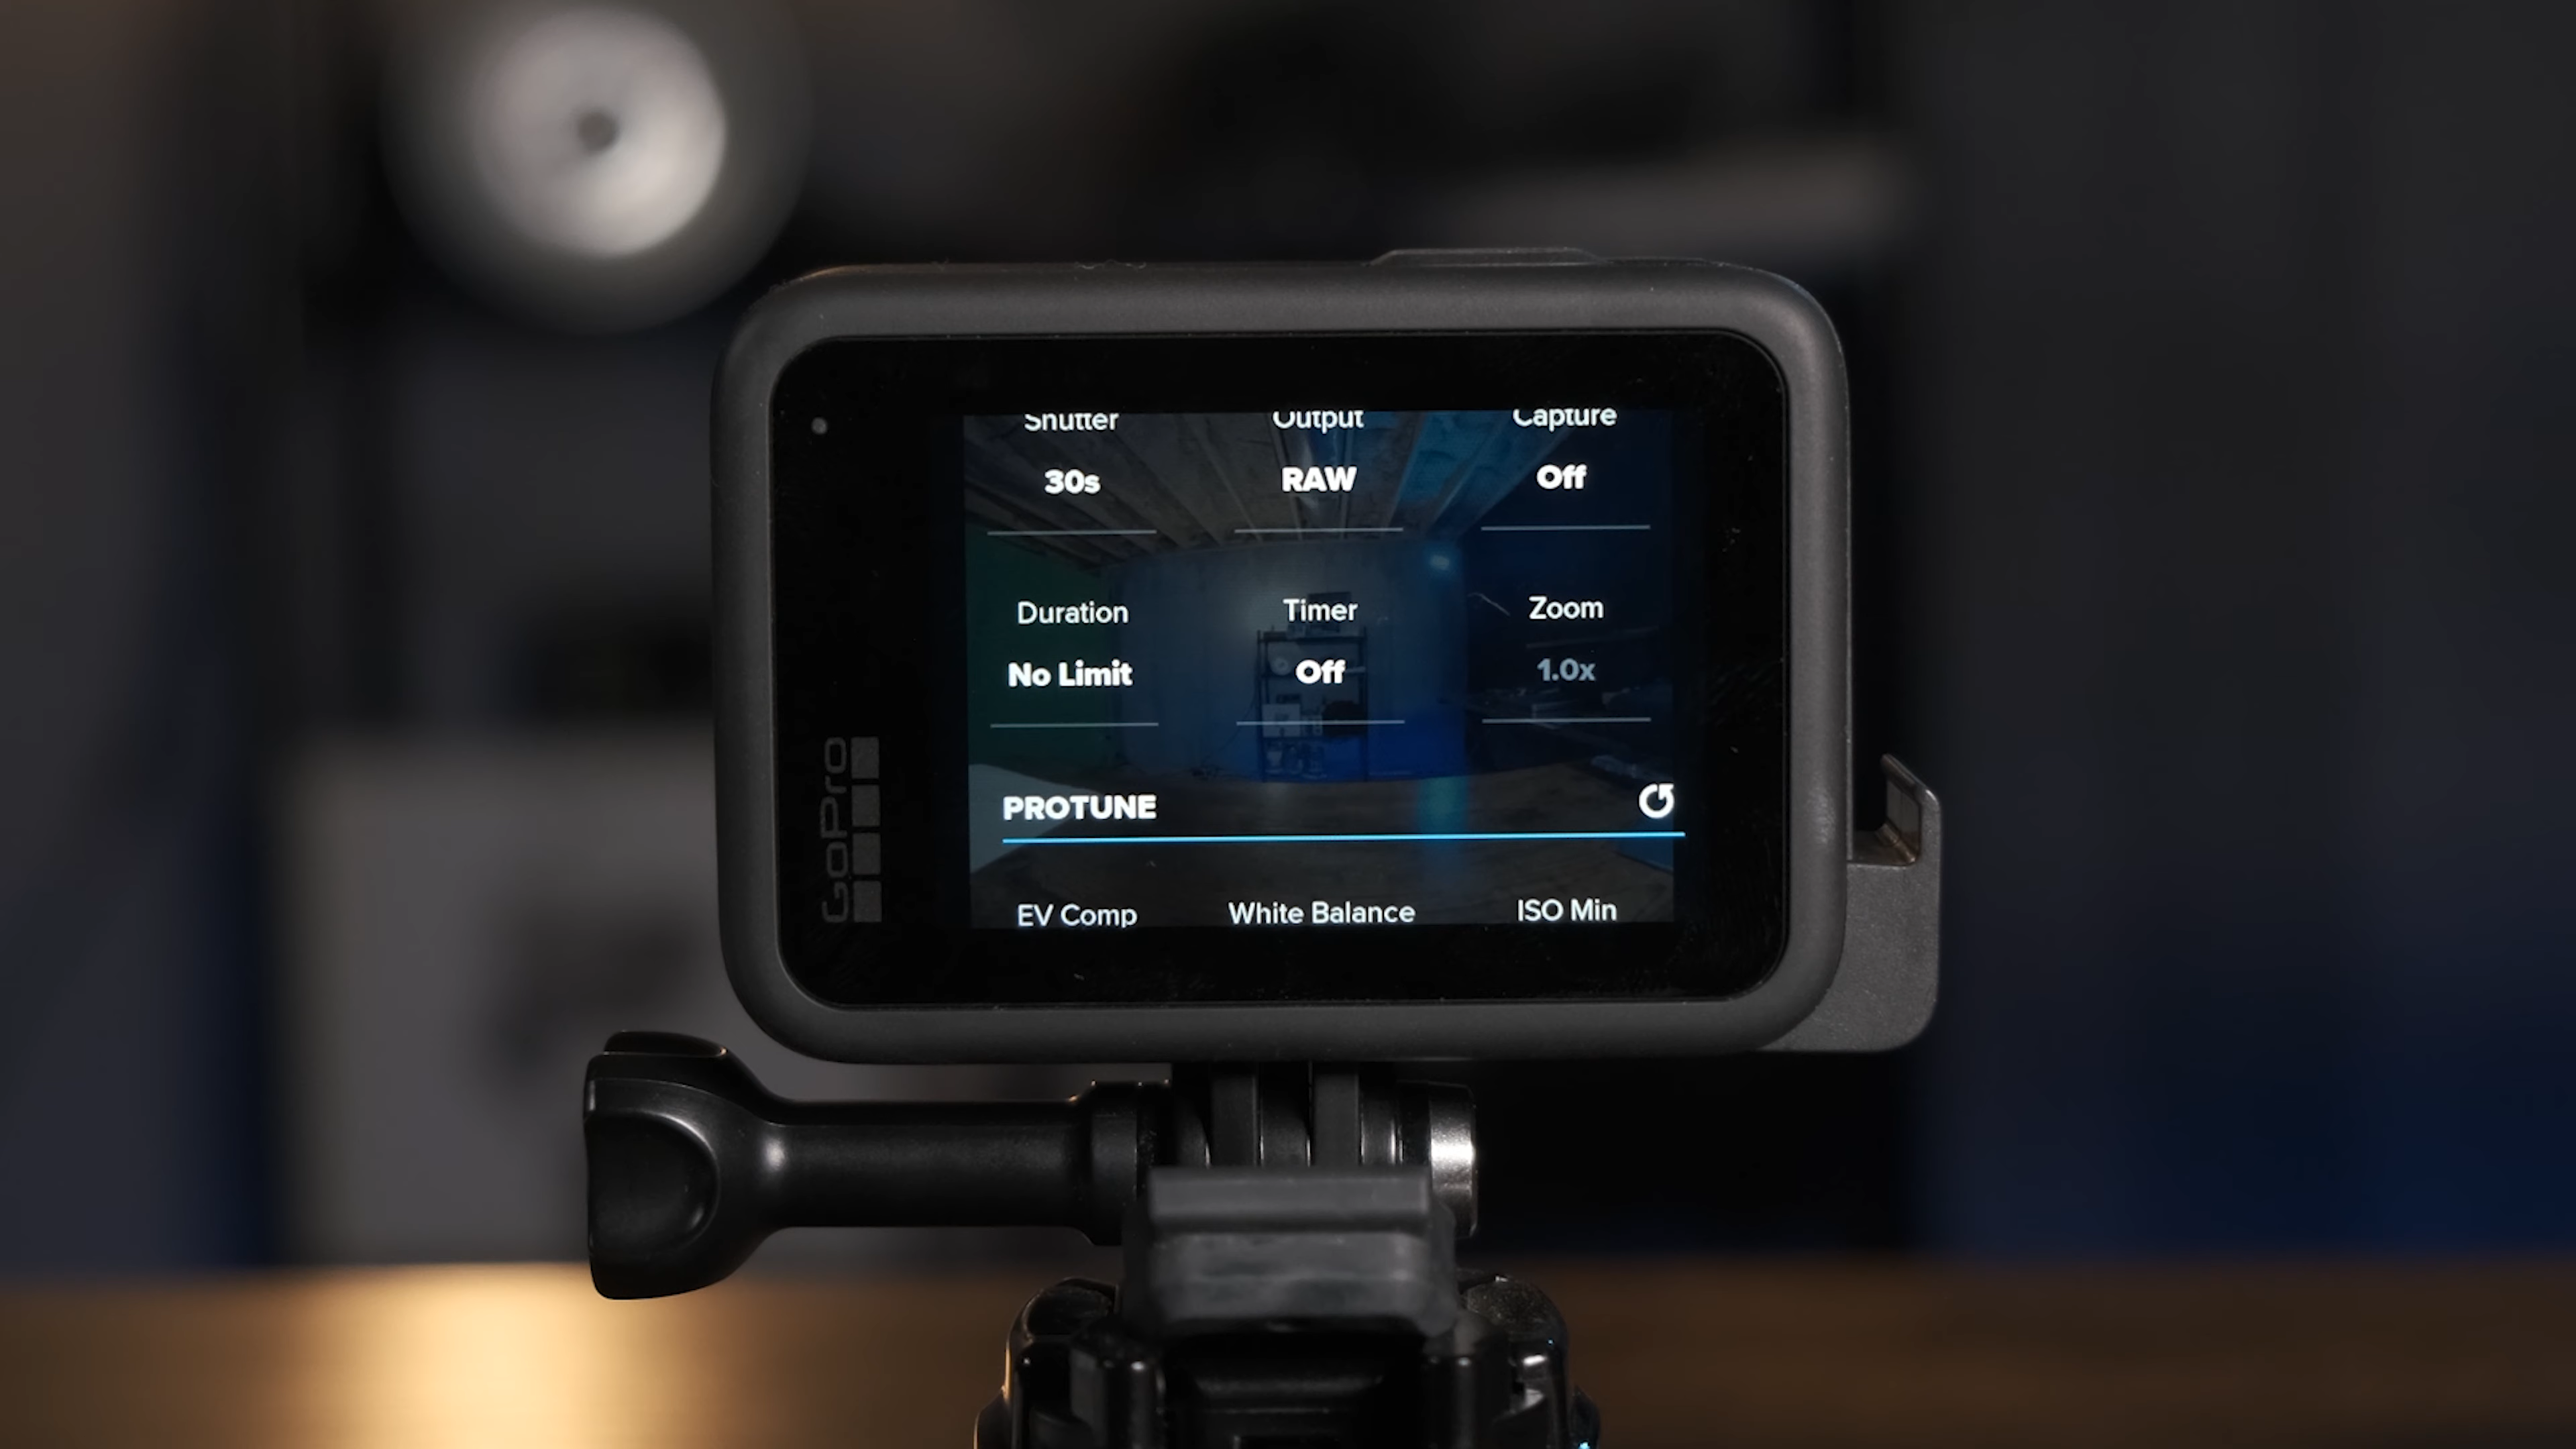 Shutter Output Capture
30s RAW Off
Duration Timer Zoom
No Limit Off 1.0x
PROTUNE
EV Comp White Balance ISO Min
GoPro